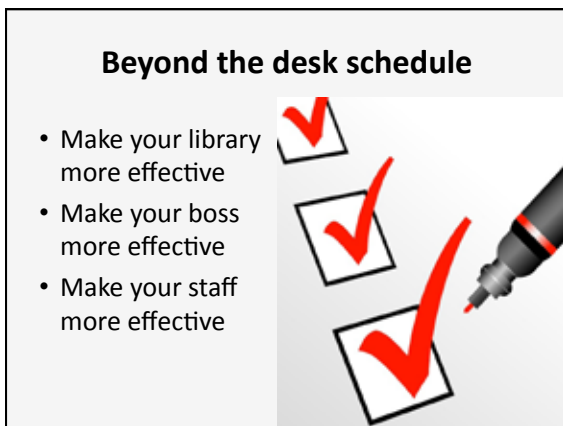 Beyond the desk schedule
• Make your library
more effective
• Make your boss
more effective
• Make your staff
more effective